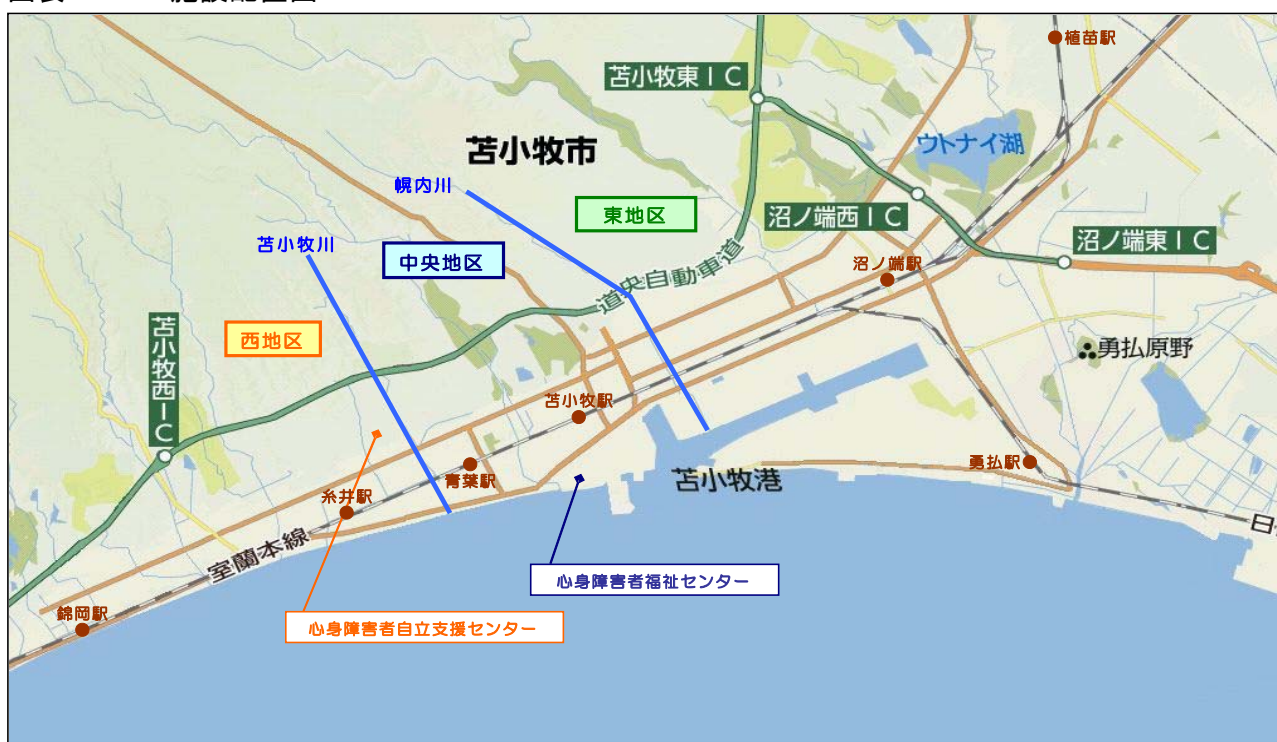 植苗駅
苫小牧東IC
苫小牧市
ウトナイ湖
幌内川
東地区
沼ノ端西IC
沼ノ端東IC
苫小牧川
中央地区
沼ノ端駅
道央自動車道
西地区
苫小牧西IC
勇払原野
苫小牧駅
青葉駅
勇払駅
苫小牧港
糸井駅
室蘭本線
日
心身障害者福祉センター
錦岡駅
心身障害者自立支援センター